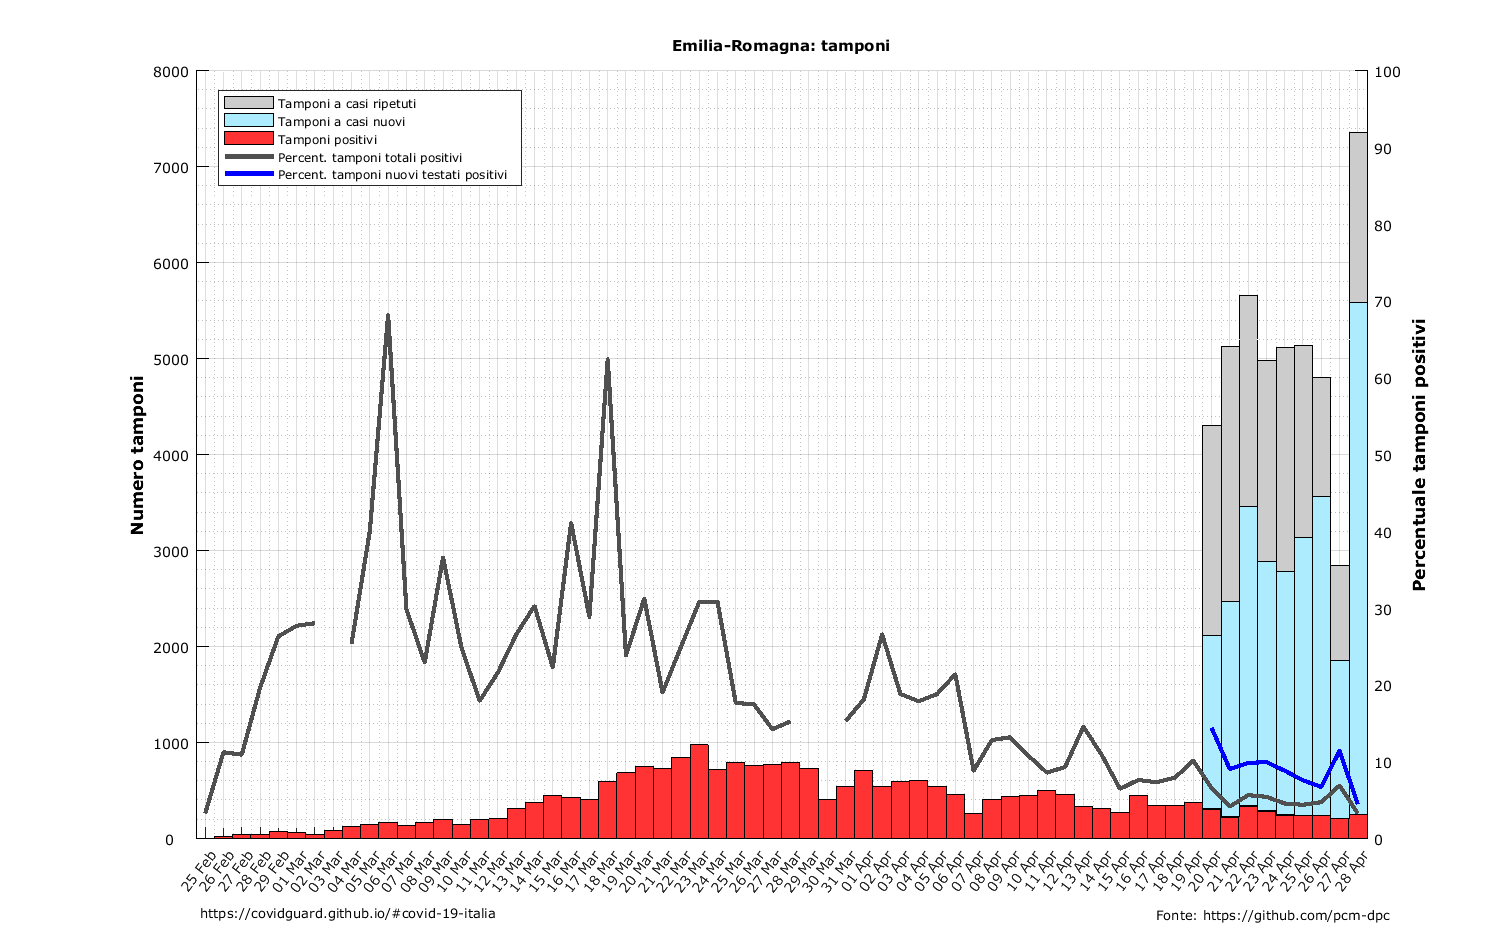 Emilia-Romagna: tamponi
Tamponi a casi ripetuti
Tamponi a casi nuovi
Tamponi positivi
Percent. tamponi totali positivi
Percent. tamponi nuovi testati positivi
Numero tamponi
8000
7000
6000
5000
4000
3000
2000
1000
0
Percentuale tamponi positivi
100
90
80
70
60
50
40
30
20
10
0
25 Feb
26 Feb
27 Feb
28 Feb
29 Feb
01 Mar
02 Mar
03 Mar
04 Mar
05 Mar
06 Mar
07 Mar
08 Mar
09 Mar
10 Mar
11 Mar
12 Mar
13 Mar
14 Mar
15 Mar
16 Mar
17 Mar
18 Mar
19 Mar
20 Mar
21 Mar
22 Mar
23 Mar
24 Mar
25 Mar
26 Mar
27 Mar
28 Mar
29 Mar
30 Mar
31 Mar
01 Apr
02 Apr
03 Apr
04 Apr
05 Apr
06 Apr
07 Apr
08 Apr
09 Apr
10 Apr
11 Apr
12 Apr
13 Apr
14 Apr
15 Apr
16 Apr
17 Apr
18 Apr
19 Apr
20 Apr
21 Apr
22 Apr
23 Apr
24 Apr
25 Apr
26 Apr
27 Apr
28 Apr
https://covidguard.github.io/#covid-19-italia
Fonte: https://github.com/pcm-dpc